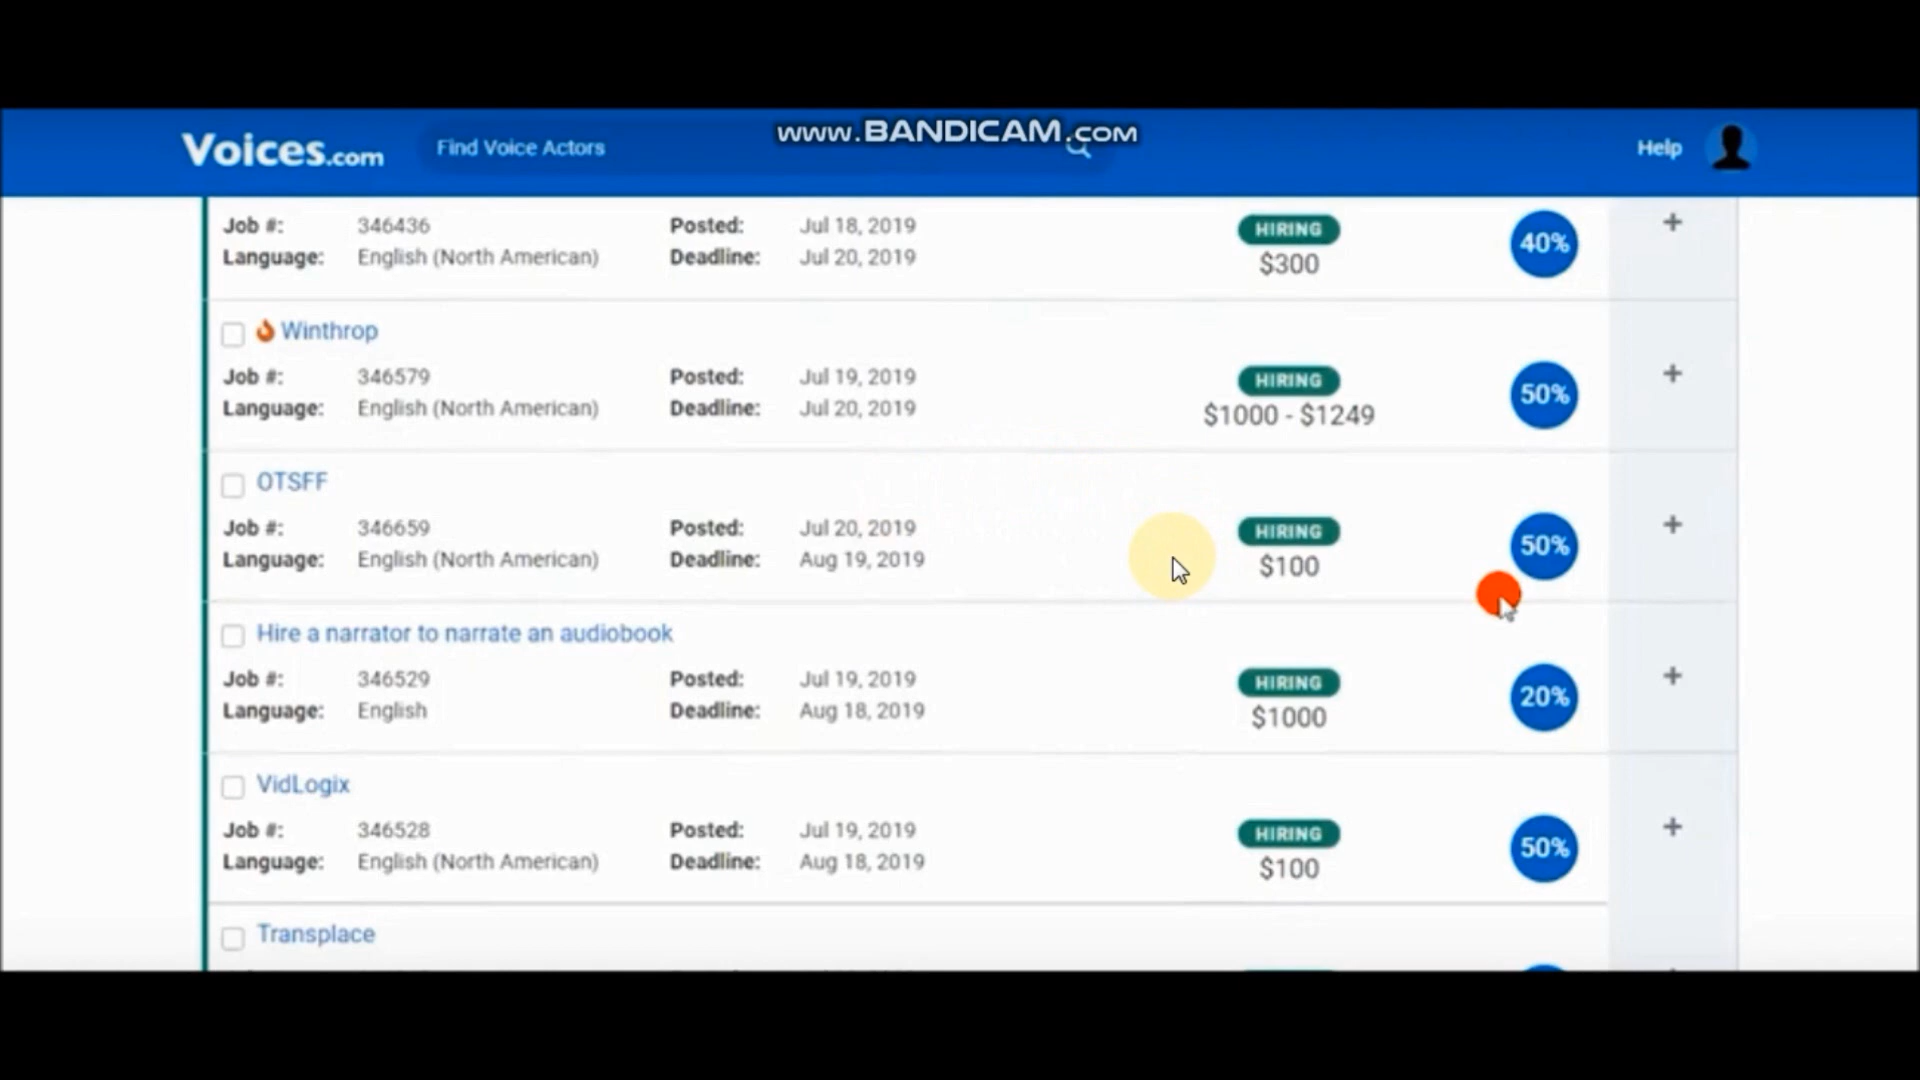 www.BANDICAM.com
Voices.com Find Voice Actors Help
Job #: 346436 Posted: Jul 18, 2019 HIRING 40% +
Language: English (North American) Deadline: Jul 20, 2019 $300
Winthrop
Job #: 346579 Posted: Jul 19, 2019 HIRING 50% +
Language: English (North American) Deadline: Jul 20, 2019 $1000 - $1249
OTSFF
Job #: 346659 Posted: Jul 20, 2019 HIRING 50% +
Language: English (North American) Deadline: Aug 19, 2019 $100
Hire a narrator to narrate an audiobook
Job #: 346529 Posted: Jul 19, 2019 HIRING 20% +
Language: English Deadline: Aug 18, 2019 $1000
VidLogix
Job #: 346528 Posted: Jul 19, 2019 HIRING 50% +
Language: English (North American) Deadline: Aug 18, 2019 $100
Transplace